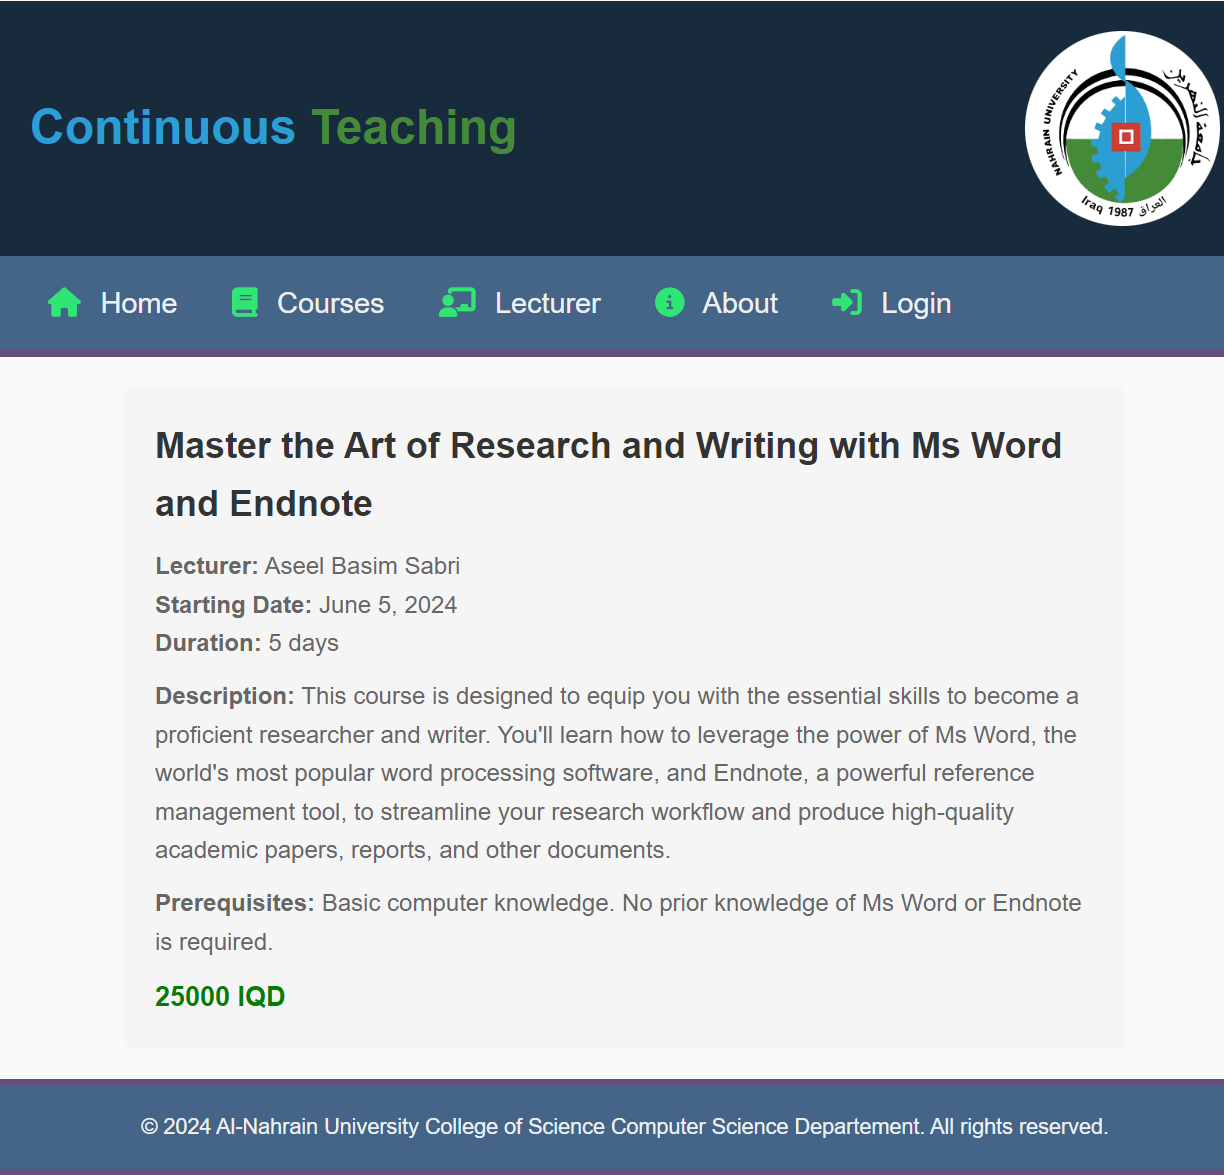 Continuous Teaching
NAHRAIN UNIVERSITY
جامعة النهرين
Iraq 1987 العراق
Home
Courses
Lecturer
About
Login
Master the Art of Research and Writing with Ms Word
and Endnote
Lecturer: Aseel Basim Sabri
Starting Date: June 5, 2024
Duration: 5 days
Description: This course is designed to equip you with the essential skills to become a
proficient researcher and writer. You'll learn how to leverage the power of Ms Word, the
world's most popular word processing software, and Endnote, a powerful reference
management tool, to streamline your research workflow and produce high-quality
academic papers, reports, and other documents.
Prerequisites: Basic computer knowledge. No prior knowledge of Ms Word or Endnote
is required.
25000 IQD
© 2024 Al-Nahrain University College of Science Computer Science Departement. All rights reserved.